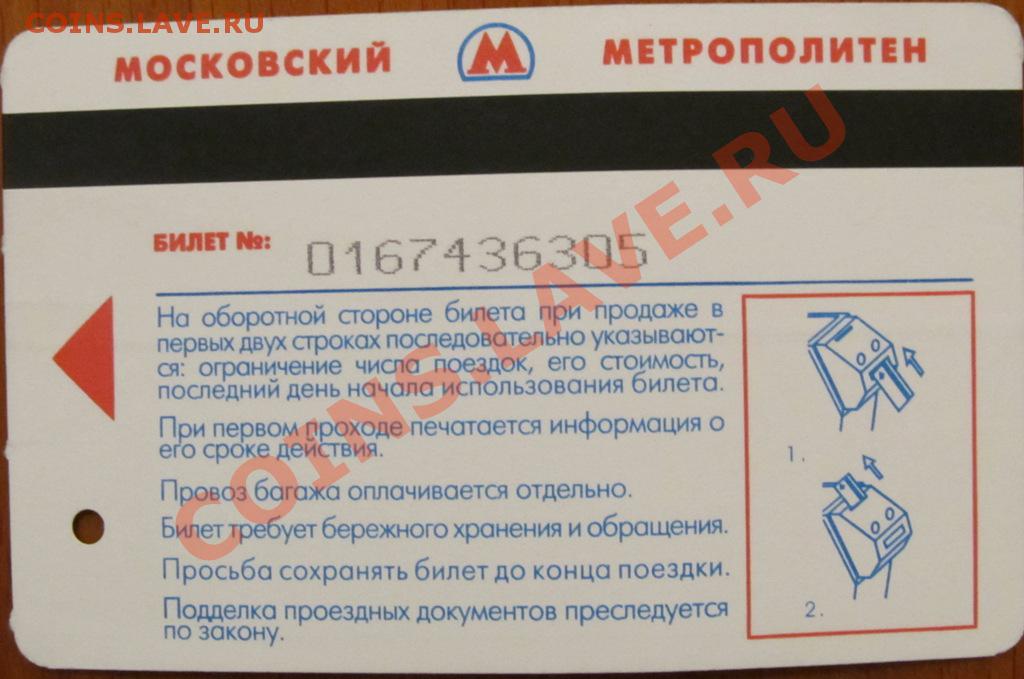 COINS.LAVE.RU
МОСКОВСКИЙ М МЕТРОПОЛИТЕН
БИЛЕТ №: 0167436305
На оборотной стороне билета при продаже в
первых двух строках последовательно указывают-
ся: ограничение числа поездок, его стоимость,
последний день начала использования билета.
При первом проходе печатается информация о
его сроке действия.
Провоз багажа оплачивается отдельно.
Билет требует бережного хранения и обращения.
Просьба сохранять билет до конца поездки.
Подделка проездных документов преследуется
по закону.
1.
2.
COINS.LAVE.RU